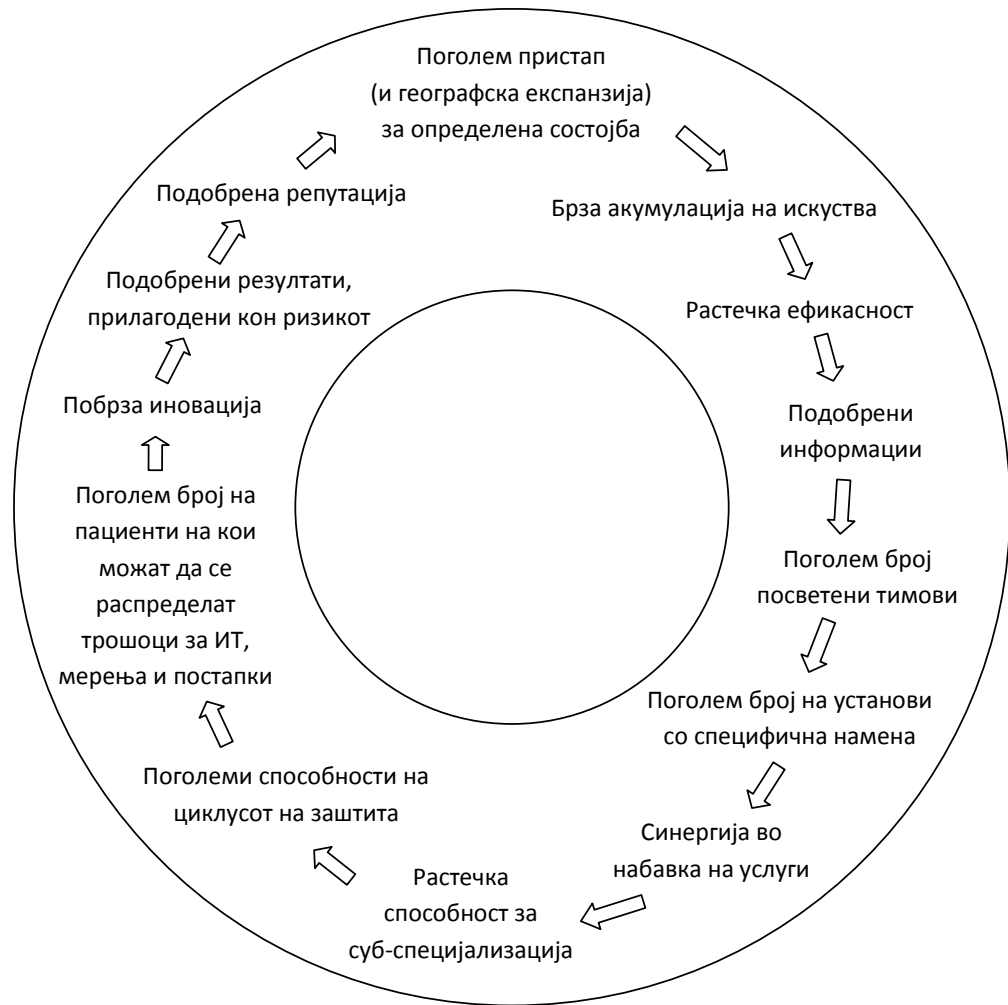 Поголем пристап
(и географска експанзија)
за определена состојба
Брза акумулација на искуства
Растечка ефикасност
Подобрени
информации
Поголем број
посветени тимови
Поголем број на установи
со специфична намена
Синергија во
набавка на услуги
Растечка
способност за
суб-специјализација
Поголеми способности на
циклусот на заштита
Поголем број на
пациенти на кои
можат да се
распределат
трошоци за ИТ,
мерења и постапки
Побрза иновација
Подобрени резултати,
прилагодени кон ризикот
Подобрена репутација